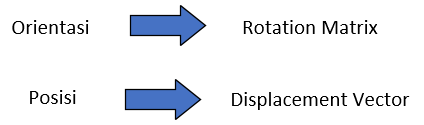 Orientasi Rotation Matrix
Posisi Displacement Vector